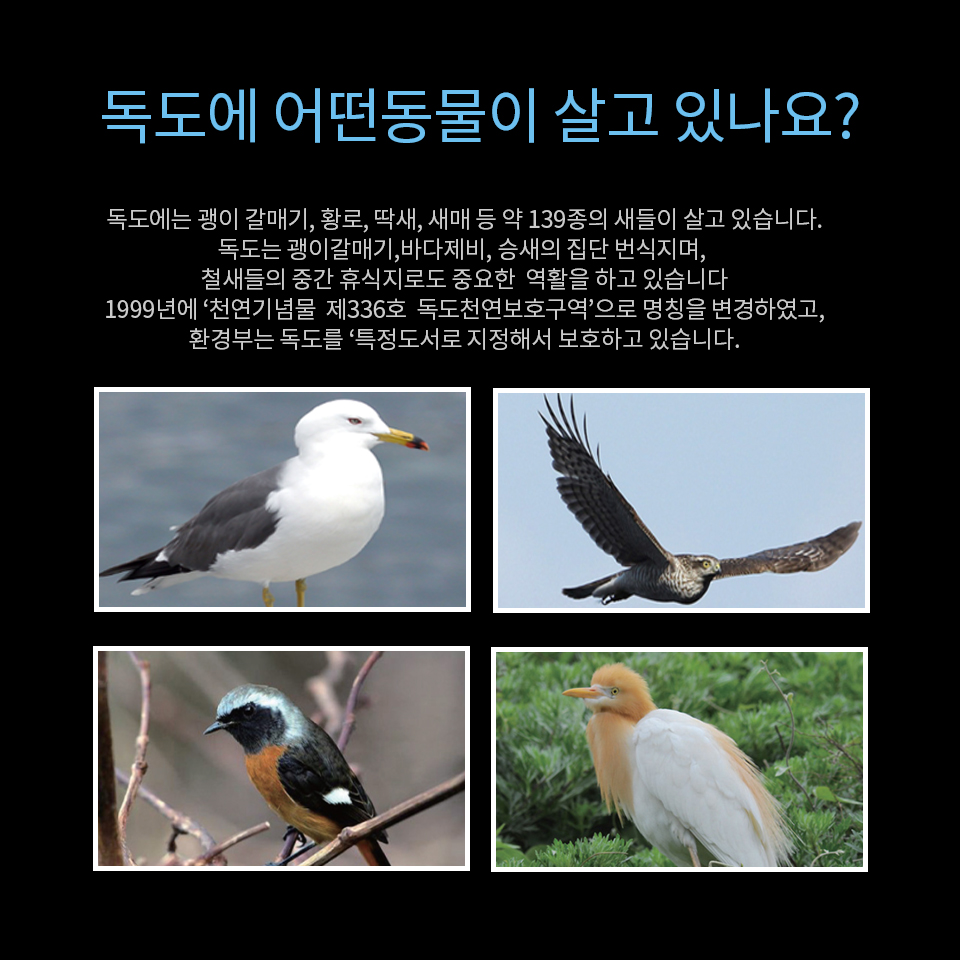 독도에 어떤동물이 살고 있나요?
독도에는 괭이 갈매기, 황로, 딱새, 새매 등 약 139종의 새들이 살고 있습니다.
독도는 괭이갈매기,바다제비, 슴새의 집단 번식지며,
철새들의 중간 휴식지로도 중요한 역활을 하고 있습니다
1999년에 ‘천연기념물 제336호 독도천연보호구역’으로 명칭을 변경하였고,
환경부는 독도를 ‘특정도서로 지정해서 보호하고 있습니다.